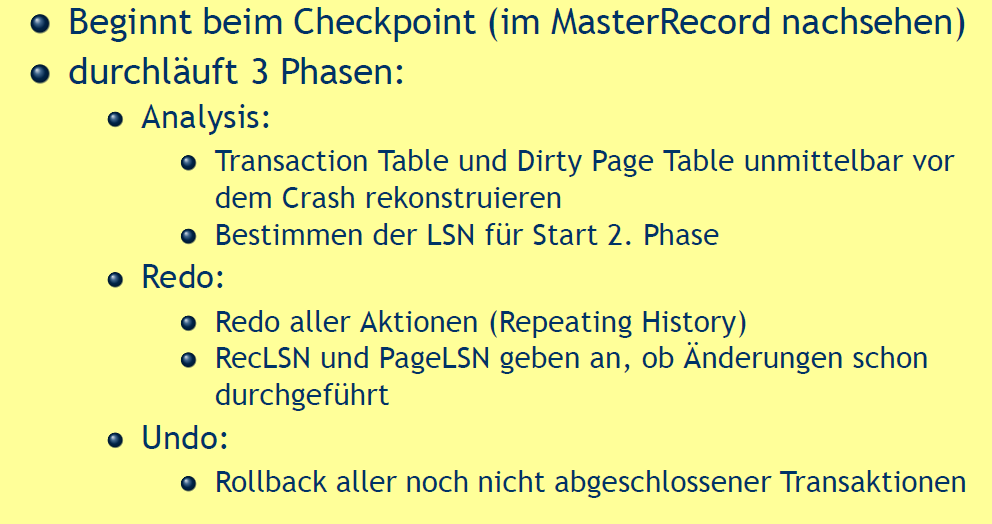 Beginnt beim Checkpoint (im MasterRecord nachsehen)
durchläuft 3 Phasen:
Analysis:
Transaction Table und Dirty Page Table unmittelbar vor
dem Crash rekonstruieren
Bestimmen der LSN für Start 2. Phase
Redo:
Redo aller Aktionen (Repeating History)
RecLSN und PageLSN geben an, ob Änderungen schon
durchgeführt
Undo:
Rollback aller noch nicht abgeschlossener Transaktionen